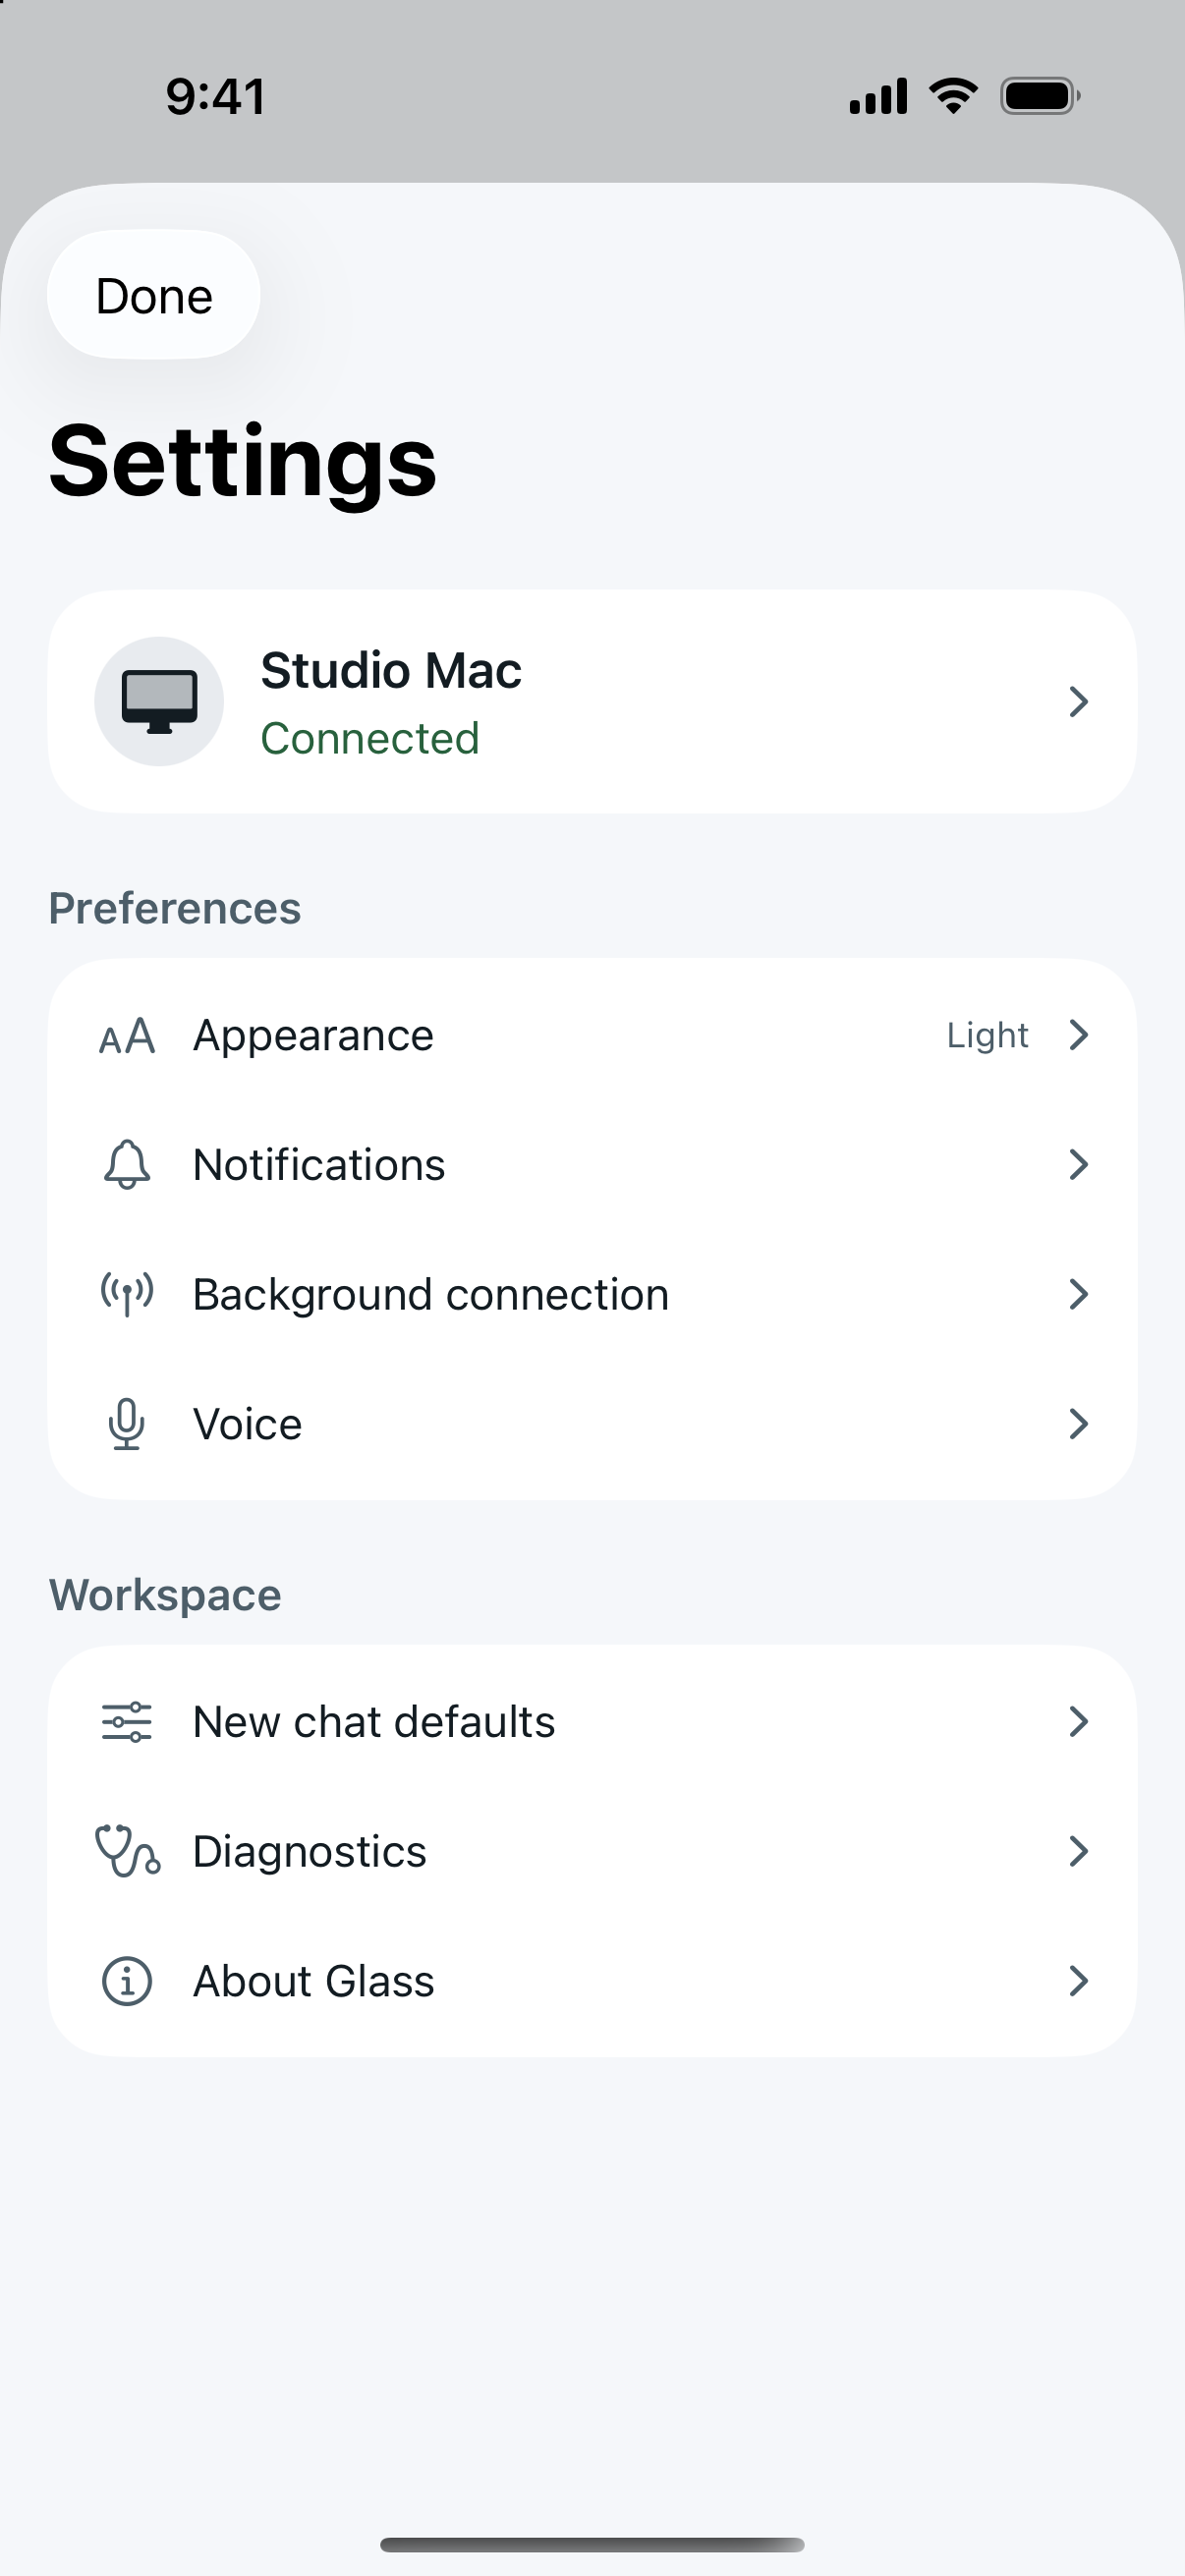 9:41
Done
Settings
Studio Mac
Connected
Preferences
Appearance Light
Notifications
Background connection
Voice
Workspace
New chat defaults
Diagnostics
About Glass